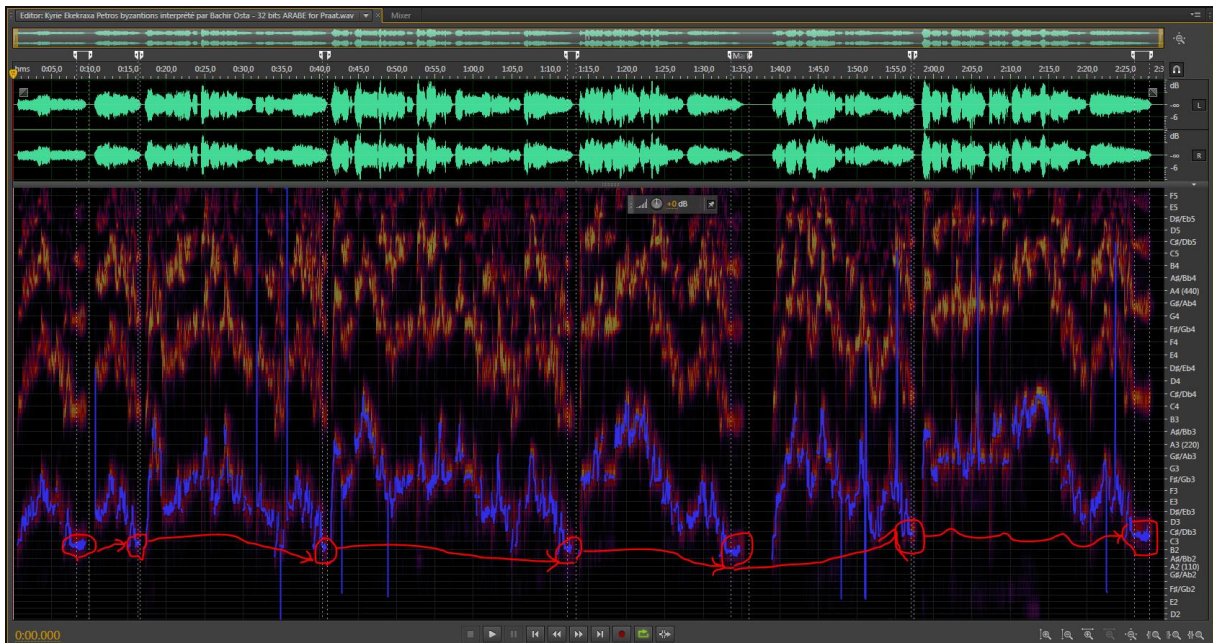 Editor: Kyrie Ekekraxa Petros byzantions interprété par Bachir Osta - 32 bits ARABE for Praat.wav
Mixer
hms 0:05,0 0:10,0 0:15,0 0:20,0 0:25,0 0:30,0 0:35,0 0:40,0 0:45,0 0:50,0 0:55,0 1:00,0 1:05,0 1:10,0 1:15,0 1:20,0 1:25,0 1:30,0 1:35,0 1:40,0 1:45,0 1:50,0 1:55,0 2:00,0 2:05,0 2:10,0 2:15,0 2:20,0 2:25,0 2:3
dB
-∞ L
-6
dB
-∞ R
-6
+0 dB
F5
E5
D♯/Eb5
D5
C♯/Db5
C5
B4
A♯/Bb4
A4 (440)
G♯/Ab4
G4
F♯/Gb4
F4
E4
D♯/Eb4
D4
C♯/Db4
C4
B3
A♯/Bb3
A3 (220)
G♯/Ab3
G3
F♯/Gb3
F3
E3
D♯/Eb3
D3
C♯/Db3
C3
B2
A♯/Bb2
A2 (110)
G♯/Ab2
F♯/Gb2
E2
D2
0:00.000